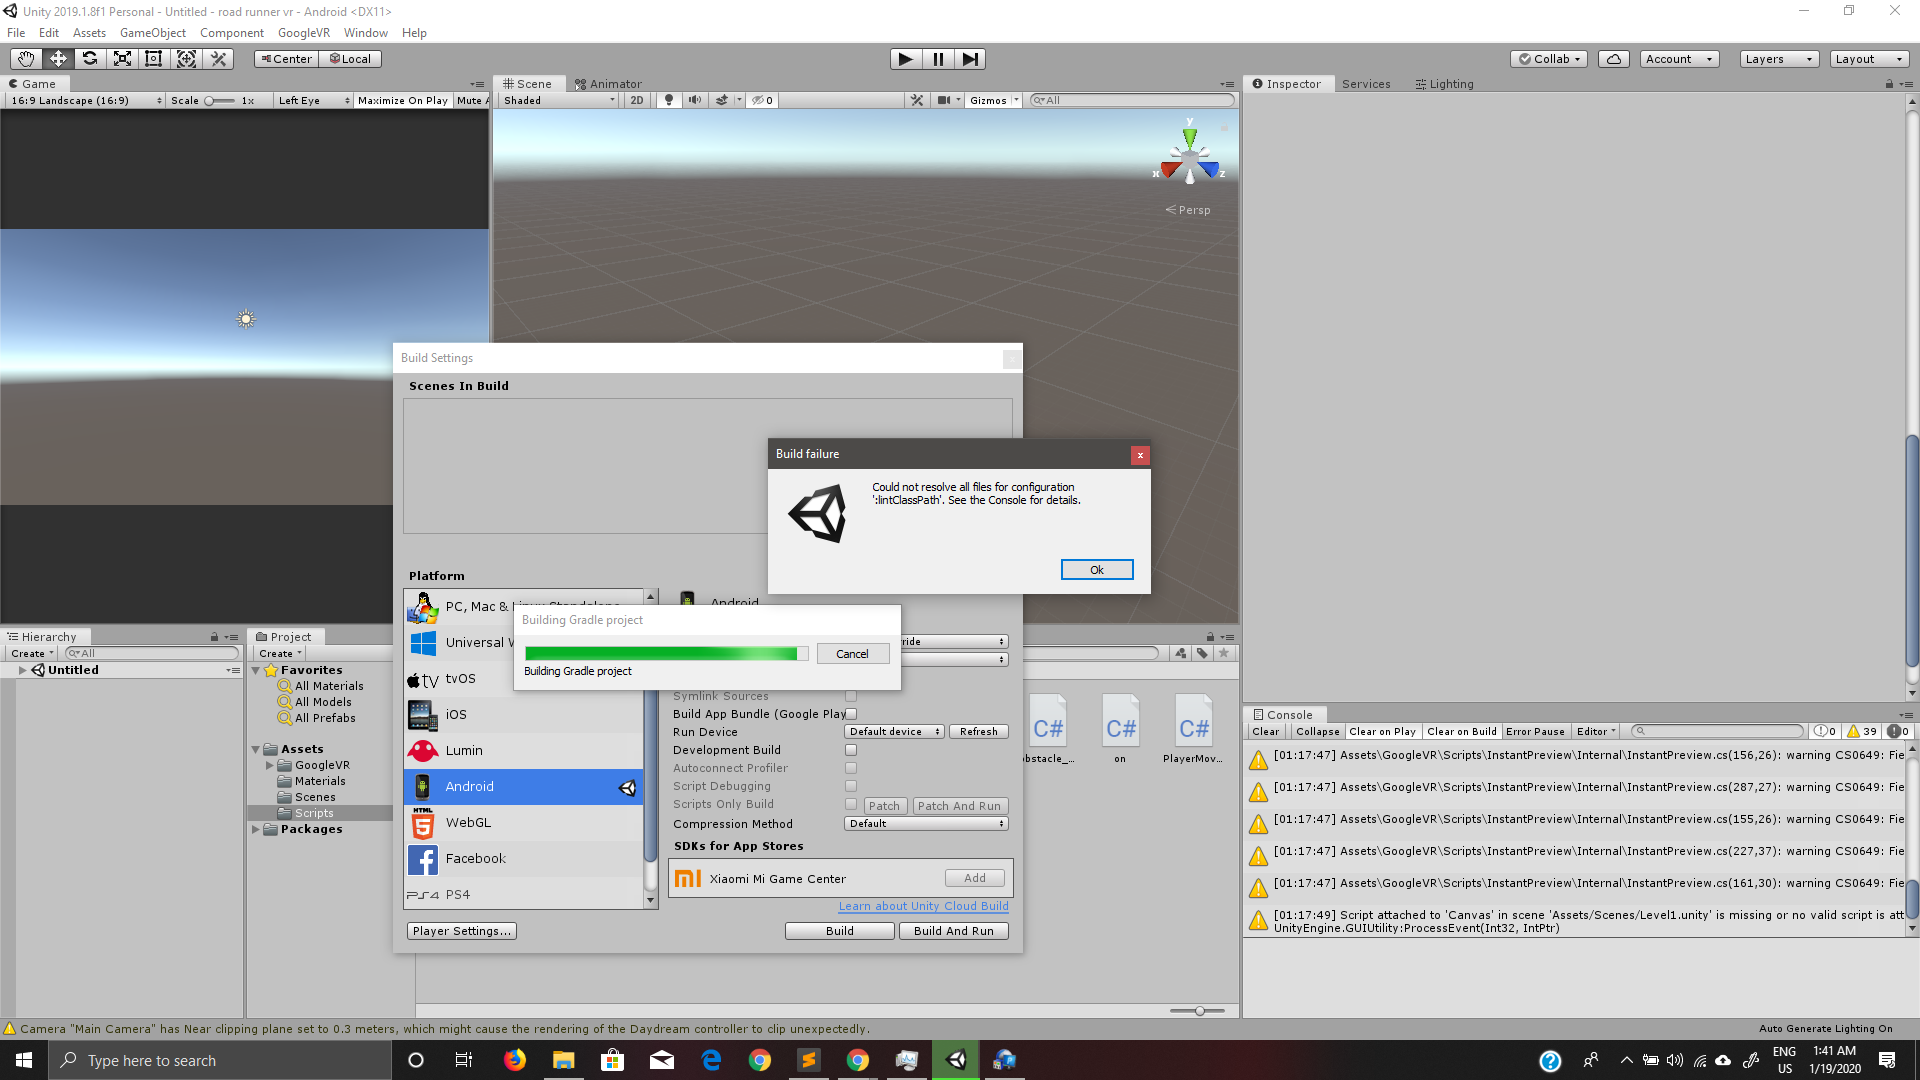 Unity 2019.1.8f1 Personal - Untitled - road runner vr - Android <DX11>
File Edit Assets GameObject Component GoogleVR Window Help
Center Local
Collab Account Layers Layout
Game
16:9 Landscape (16:9) Scale 1x Left Eye Maximize On Play Mute A
Scene Animator
Shaded 2D 0 Gizmos All
y
x
z
Persp
Inspector Services Lighting
Build Settings
Scenes In Build
Build failure
x
Could not resolve all files for configuration
':lintClassPath'. See the Console for details.
Ok
Platform
PC, Mac & Linux Standalone
Android
Universal W
Building Gradle project
Cancel
Building Gradle project
ride
tv tvOS
iOS
Lumin
Android
HTML
5
WebGL
Facebook
PS4 PS4
Symlink Sources
Build App Bundle (Google Play
Run Device Default device Refresh
Development Build
Autoconnect Profiler
Script Debugging
Scripts Only Build Patch Patch And Run
Compression Method Default
SDKs for App Stores
Xiaomi Mi Game Center Add
Learn about Unity Cloud Build
Player Settings... Build Build And Run
Hierarchy
Create All
Untitled
Project
Create
Favorites
All Materials
All Models
All Prefabs
Assets
GoogleVR
Materials
Scenes
Scripts
Packages
C# C# C#
obstacle_... on PlayerMov...
Console
Clear Collapse Clear on Play Clear on Build Error Pause Editor 0 39 0
[01:17:47] Assets\GoogleVR\Scripts\InstantPreview\Internal\InstantPreview.cs(156,26): warning CS0649: Fie
[01:17:47] Assets\GoogleVR\Scripts\InstantPreview\Internal\InstantPreview.cs(287,27): warning CS0649: Fie
[01:17:47] Assets\GoogleVR\Scripts\InstantPreview\Internal\InstantPreview.cs(155,26): warning CS0649: Fie
[01:17:47] Assets\GoogleVR\Scripts\InstantPreview\Internal\InstantPreview.cs(227,37): warning CS0649: Fie
[01:17:47] Assets\GoogleVR\Scripts\InstantPreview\Internal\InstantPreview.cs(161,30): warning CS0649: Fie
[01:17:49] Script attached to 'Canvas' in scene 'Assets/Scenes/Level1.unity' is missing or no valid script is att
UnityEngine.GUIUtility:ProcessEvent(Int32, IntPtr)
Camera "Main Camera" has Near clipping plane set to 0.3 meters, which might cause the rendering of the Daydream controller to clip unexpectedly.
Auto Generate Lighting On
Type here to search
ENG
US
1:41 AM
1/19/2020